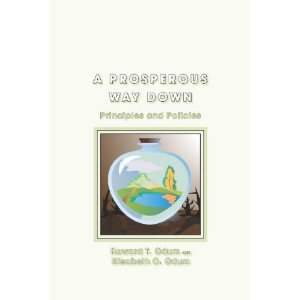 A PROSPEROUS
WAY DOWN
Principles and Policies
Howard T. Odum AND
Elisabeth C. Odum